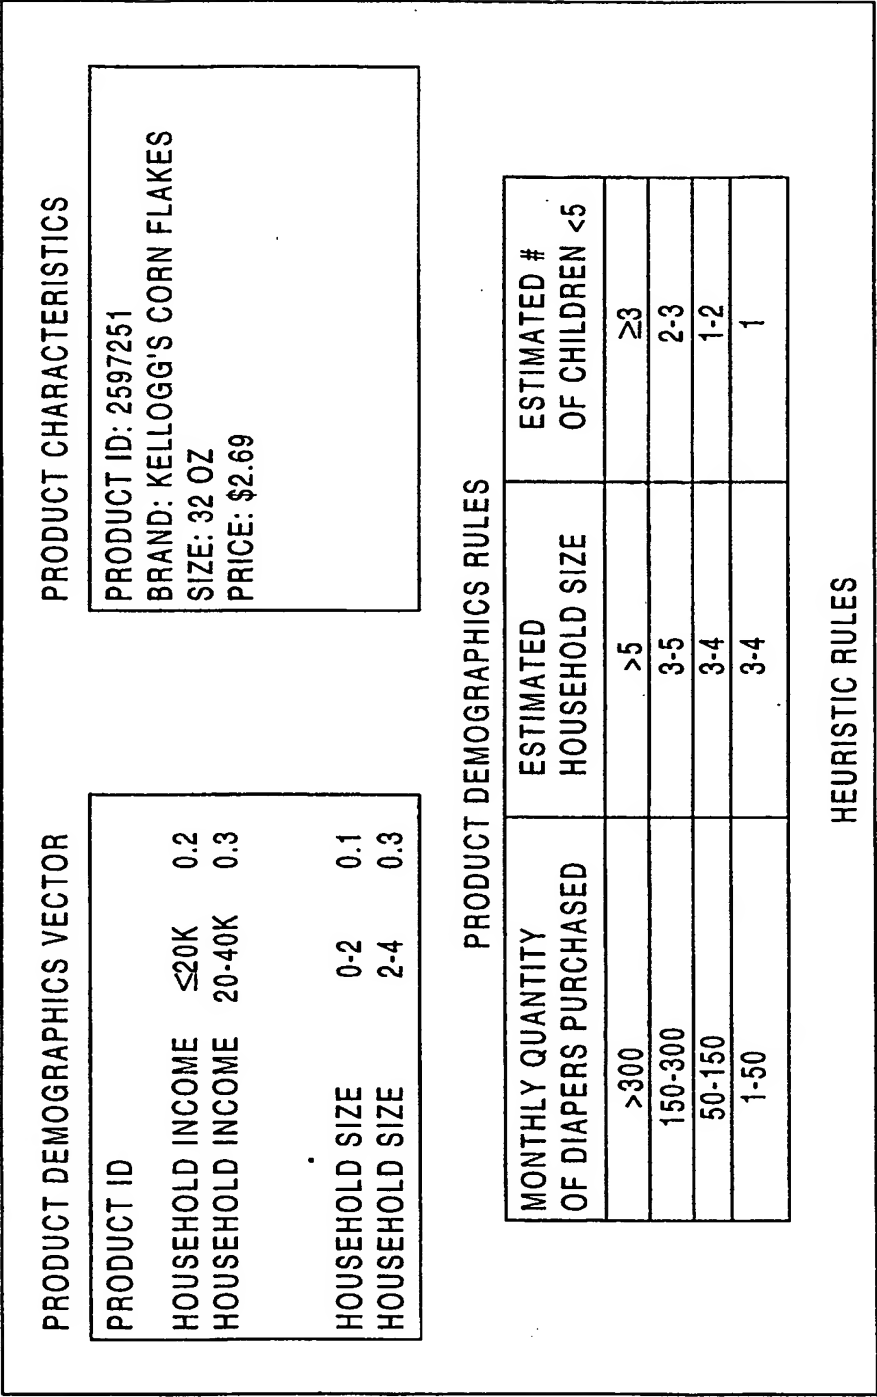 PRODUCT DEMOGRAPHICS VECTOR
PRODUCT ID
HOUSEHOLD INCOME ≤20K 0.2
HOUSEHOLD INCOME 20-40K 0.3
HOUSEHOLD SIZE 0-2 0.1
HOUSEHOLD SIZE 2-4 0.3
PRODUCT CHARACTERISTICS
PRODUCT ID: 2597251
BRAND: KELLOGG'S CORN FLAKES
SIZE: 32 OZ
PRICE: $2.69
PRODUCT DEMOGRAPHICS RULES
MONTHLY QUANTITY
OF DIAPERS PURCHASED
ESTIMATED
HOUSEHOLD SIZE
ESTIMATED #
OF CHILDREN <5
>300 >5 ≥3
150-300 3-5 2-3
50-150 3-4 1-2
1-50 3-4 1
HEURISTIC RULES